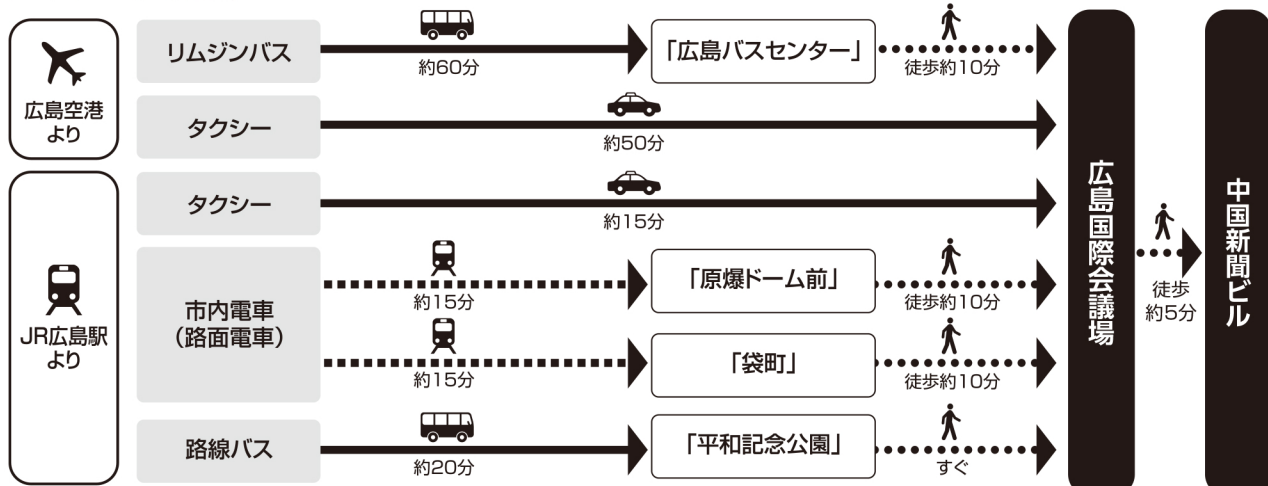 広島空港
より
リムジンバス
約60分
「広島バスセンター」
徒歩約10分
タクシー
約50分
JR広島駅
より
タクシー
約15分
市内電車
（路面電車）
約15分
「原爆ドーム前」
徒歩約10分
約15分
「袋町」
徒歩約10分
路線バス
約20分
「平和記念公園」
すぐ
広島国際会議場
徒歩
約5分
中国新聞ビル